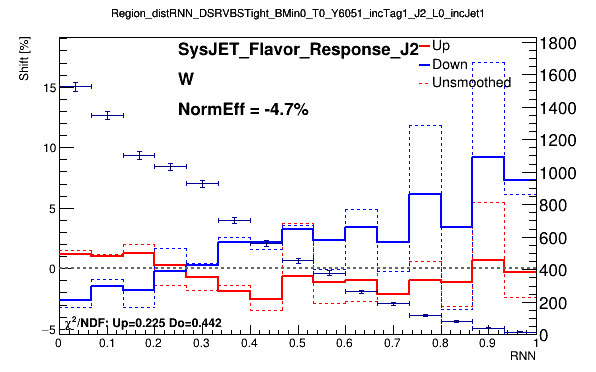 Region_distRNN_DSRVBSTight_BMin0_T0_Y6051_incTag1_J2_L0_incJet1
Shift [%]
SysJET_Flavor_Response_J2
W
NormEff = -4.7%
Up
Down
Unsmoothed
15
10
5
0
−5
1800
1600
1400
1200
1000
800
600
400
200
0
χ²/NDF: Up=0.225 Do=0.442
0 0.1 0.2 0.3 0.4 0.5 0.6 0.7 0.8 0.9 1
RNN